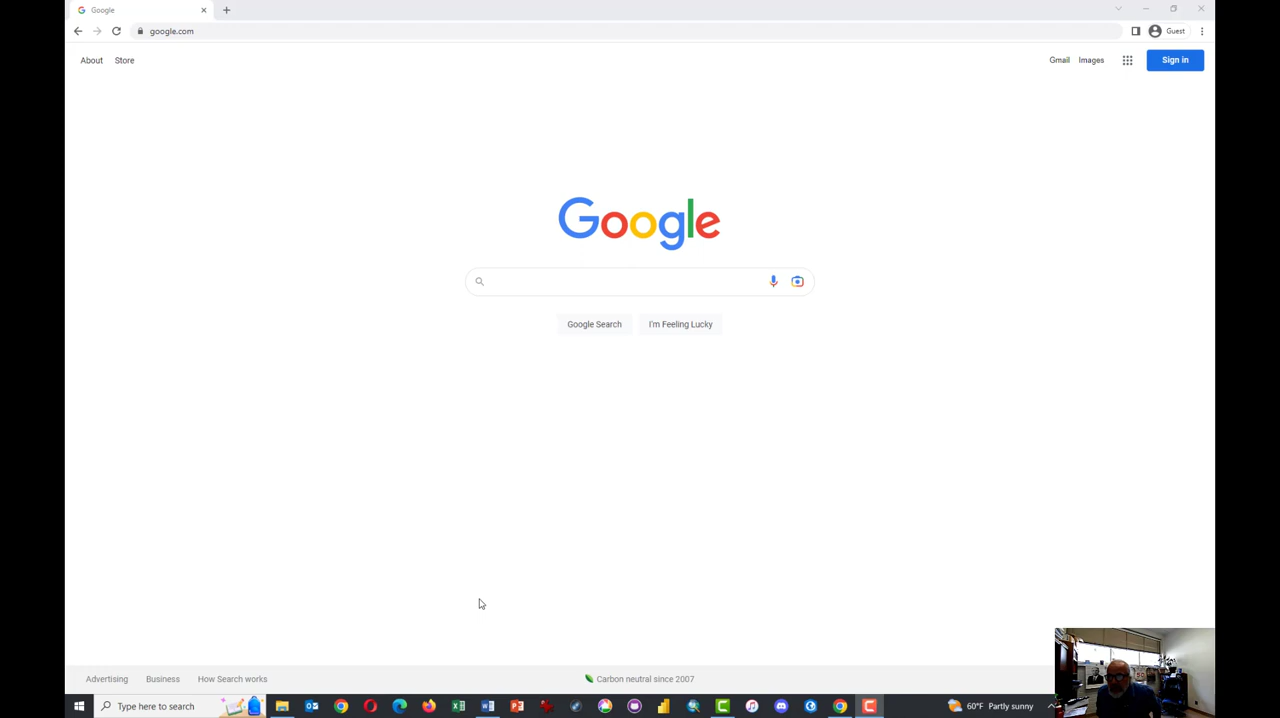 Google
google.com
Guest
About Store
Gmail Images Sign in
Google
Google Search I'm Feeling Lucky
Advertising Business How Search works
Carbon neutral since 2007
Type here to search
60°F Partly sunny